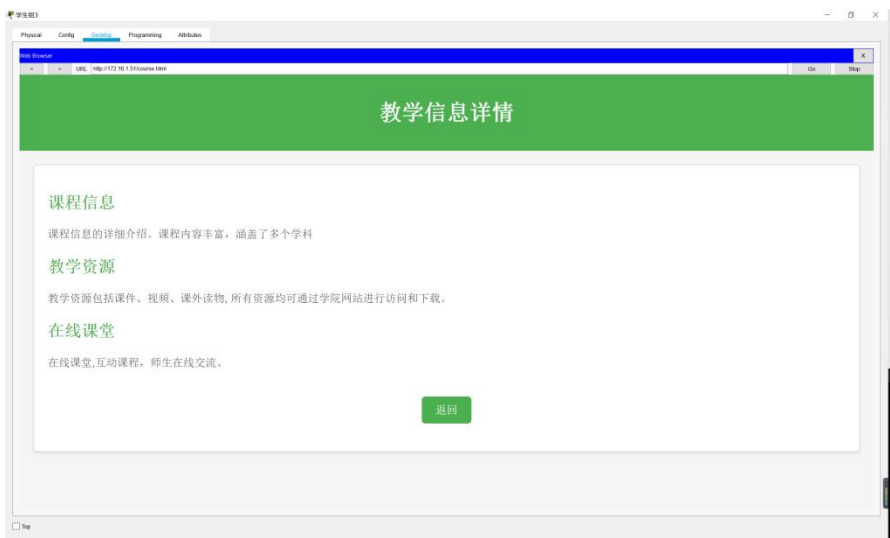 学生组3
Physical Config Desktop Programming Attributes
Web Browser X
< > URL http://172.16.1.51/course.html Go Stop
教学信息详情
课程信息
课程信息的详细介绍。课程内容丰富，涵盖了多个学科
教学资源
教学资源包括课件、视频、课外读物,所有资源均可通过学院网站进行访问和下载。
在线课堂
在线课堂,互动课程，师生在线交流。
返回
Top